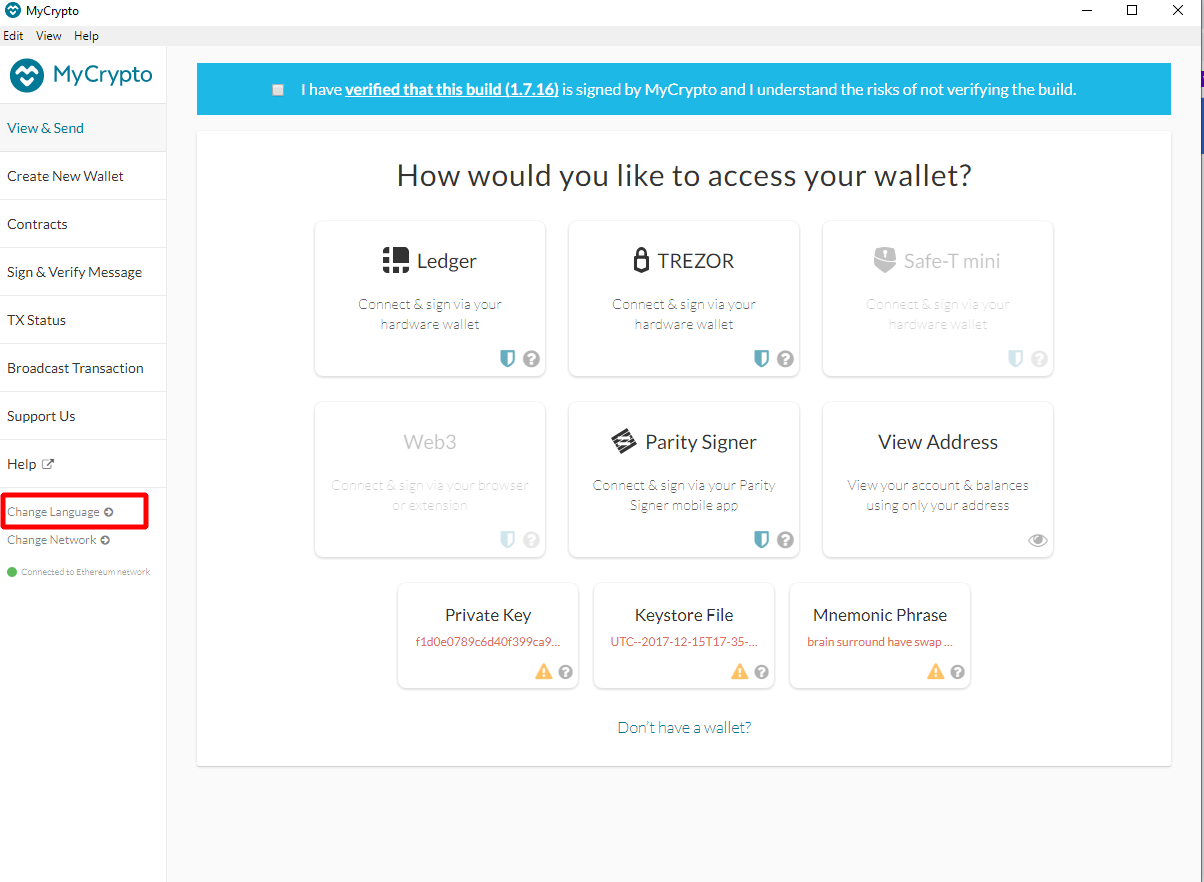 MyCrypto
Edit View Help
MyCrypto
View & Send
Create New Wallet
Contracts
Sign & Verify Message
TX Status
Broadcast Transaction
Support Us
Help
Change Language
Change Network
Connected to Ethereum network
I have verified that this build (1.7.16) is signed by MyCrypto and I understand the risks of not verifying the build.
How would you like to access your wallet?
Ledger
Connect & sign via your
hardware wallet
TREZOR
Connect & sign via your
hardware wallet
Safe-T mini
Connect & sign via your
hardware wallet
Web3
Connect & sign via your browser
or extension
Parity Signer
Connect & sign via your Parity
Signer mobile app
View Address
View your account & balances
using only your address
Private Key
f1d0e0789c6d40f399ca9...
Keystore File
UTC--2017-12-15T17-35-...
Mnemonic Phrase
brain surround have swap ...
Don't have a wallet?